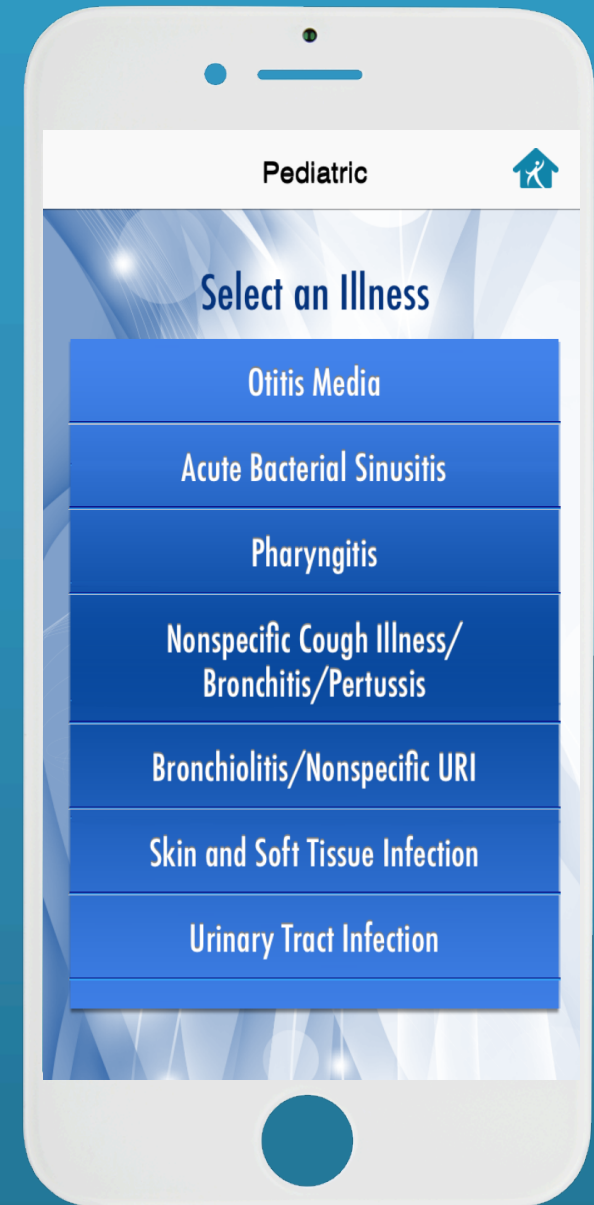 Pediatric
Select an Illness
Otitis Media
Acute Bacterial Sinusitis
Pharyngitis
Nonspecific Cough Illness/
Bronchitis/Pertussis
Bronchiolitis/Nonspecific URI
Skin and Soft Tissue Infection
Urinary Tract Infection